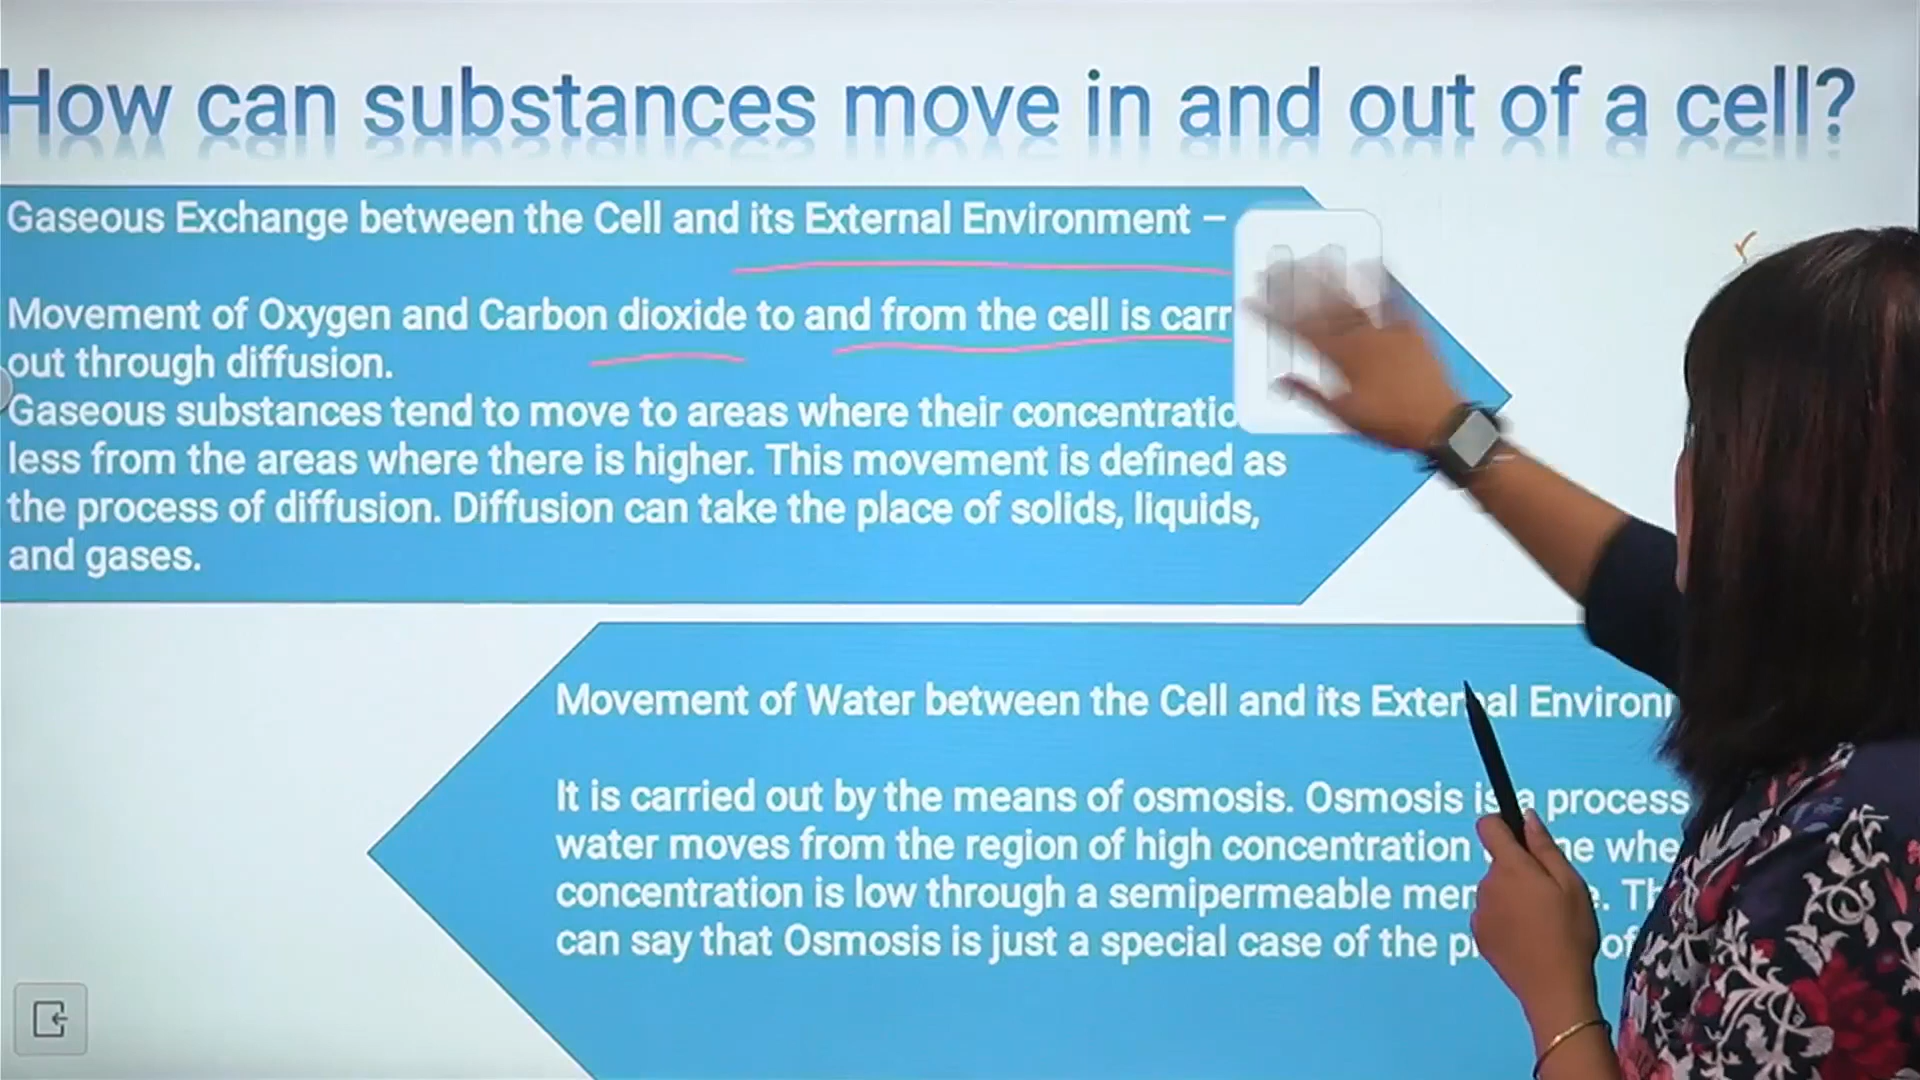 How can substances move in and out of a cell?
Gaseous Exchange between the Cell and its External Environment –
Movement of Oxygen and Carbon dioxide to and from the cell is carr
out through diffusion.
Gaseous substances tend to move to areas where their concentratio
less from the areas where there is higher. This movement is defined as
the process of diffusion. Diffusion can take the place of solids, liquids,
and gases.
Movement of Water between the Cell and its External Environ
It is carried out by the means of osmosis. Osmosis is a process
water moves from the region of high concentration
concentration is low through a semipermeable
can say that Osmosis is just a special case of the of